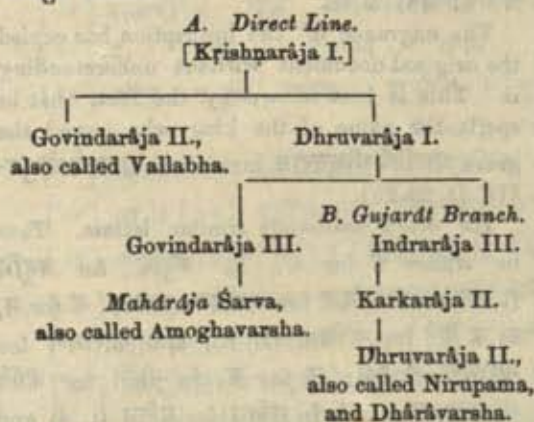 A. Direct Line.
[Kṛishṇarâja I.]
Govindarâja II.,
also called Vallabha.
Dhruvarâja I.
B. Gujarât Branch.
Govindarâja III.
Indrarâja III.
Mahârâja Śarva,
also called Amoghavarsha.
Karkarâja II.
Dhruvarâja II.,
also called Nirupama,
and Dhârâvarsha.